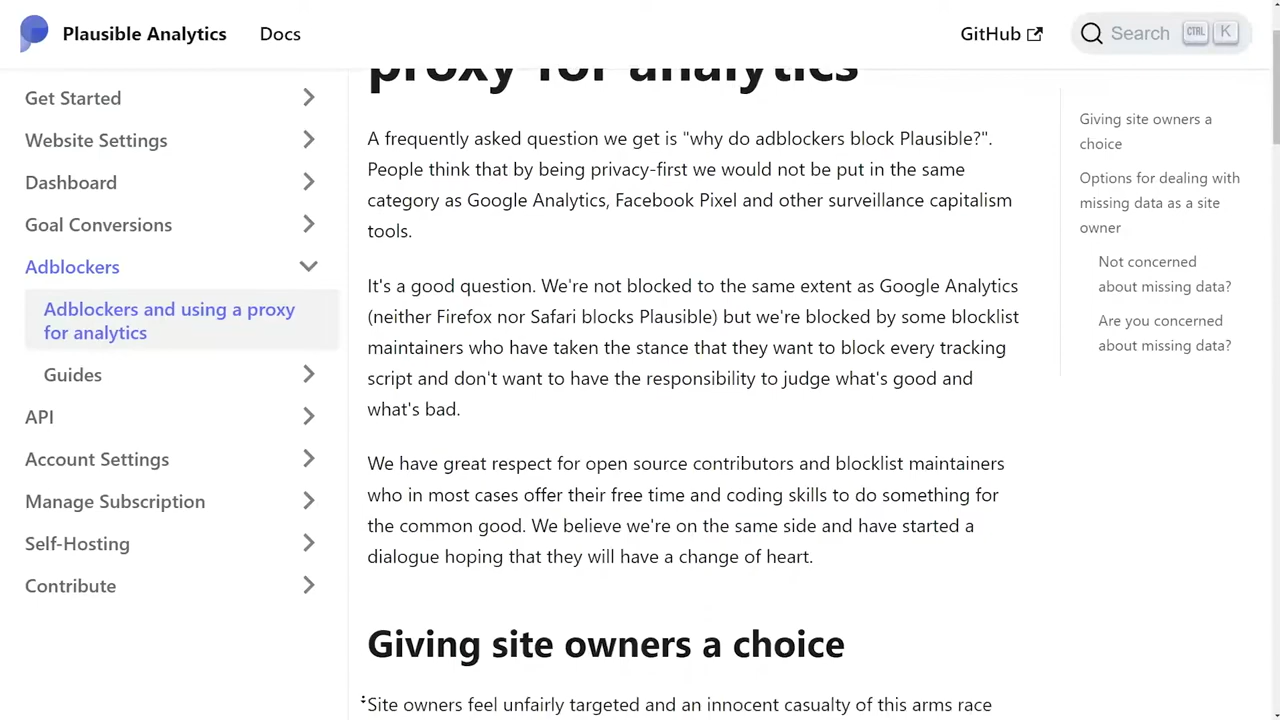 Plausible Analytics
Docs
GitHub
Search
CTRL
K
Get Started
Website Settings
Dashboard
Goal Conversions
Adblockers
Adblockers and using a proxy
for analytics
Guides
API
Account Settings
Manage Subscription
Self-Hosting
Contribute
proxy for analytics
A frequently asked question we get is "why do adblockers block Plausible?".
People think that by being privacy-first we would not be put in the same
category as Google Analytics, Facebook Pixel and other surveillance capitalism
tools.
It's a good question. We're not blocked to the same extent as Google Analytics
(neither Firefox nor Safari blocks Plausible) but we're blocked by some blocklist
maintainers who have taken the stance that they want to block every tracking
script and don't want to have the responsibility to judge what's good and
what's bad.
We have great respect for open source contributors and blocklist maintainers
who in most cases offer their free time and coding skills to do something for
the common good. We believe we're on the same side and have started a
dialogue hoping that they will have a change of heart.
Giving site owners a choice
Site owners feel unfairly targeted and an innocent casualty of this arms race
Giving site owners a
choice
Options for dealing with
missing data as a site
owner
Not concerned
about missing data?
Are you concerned
about missing data?